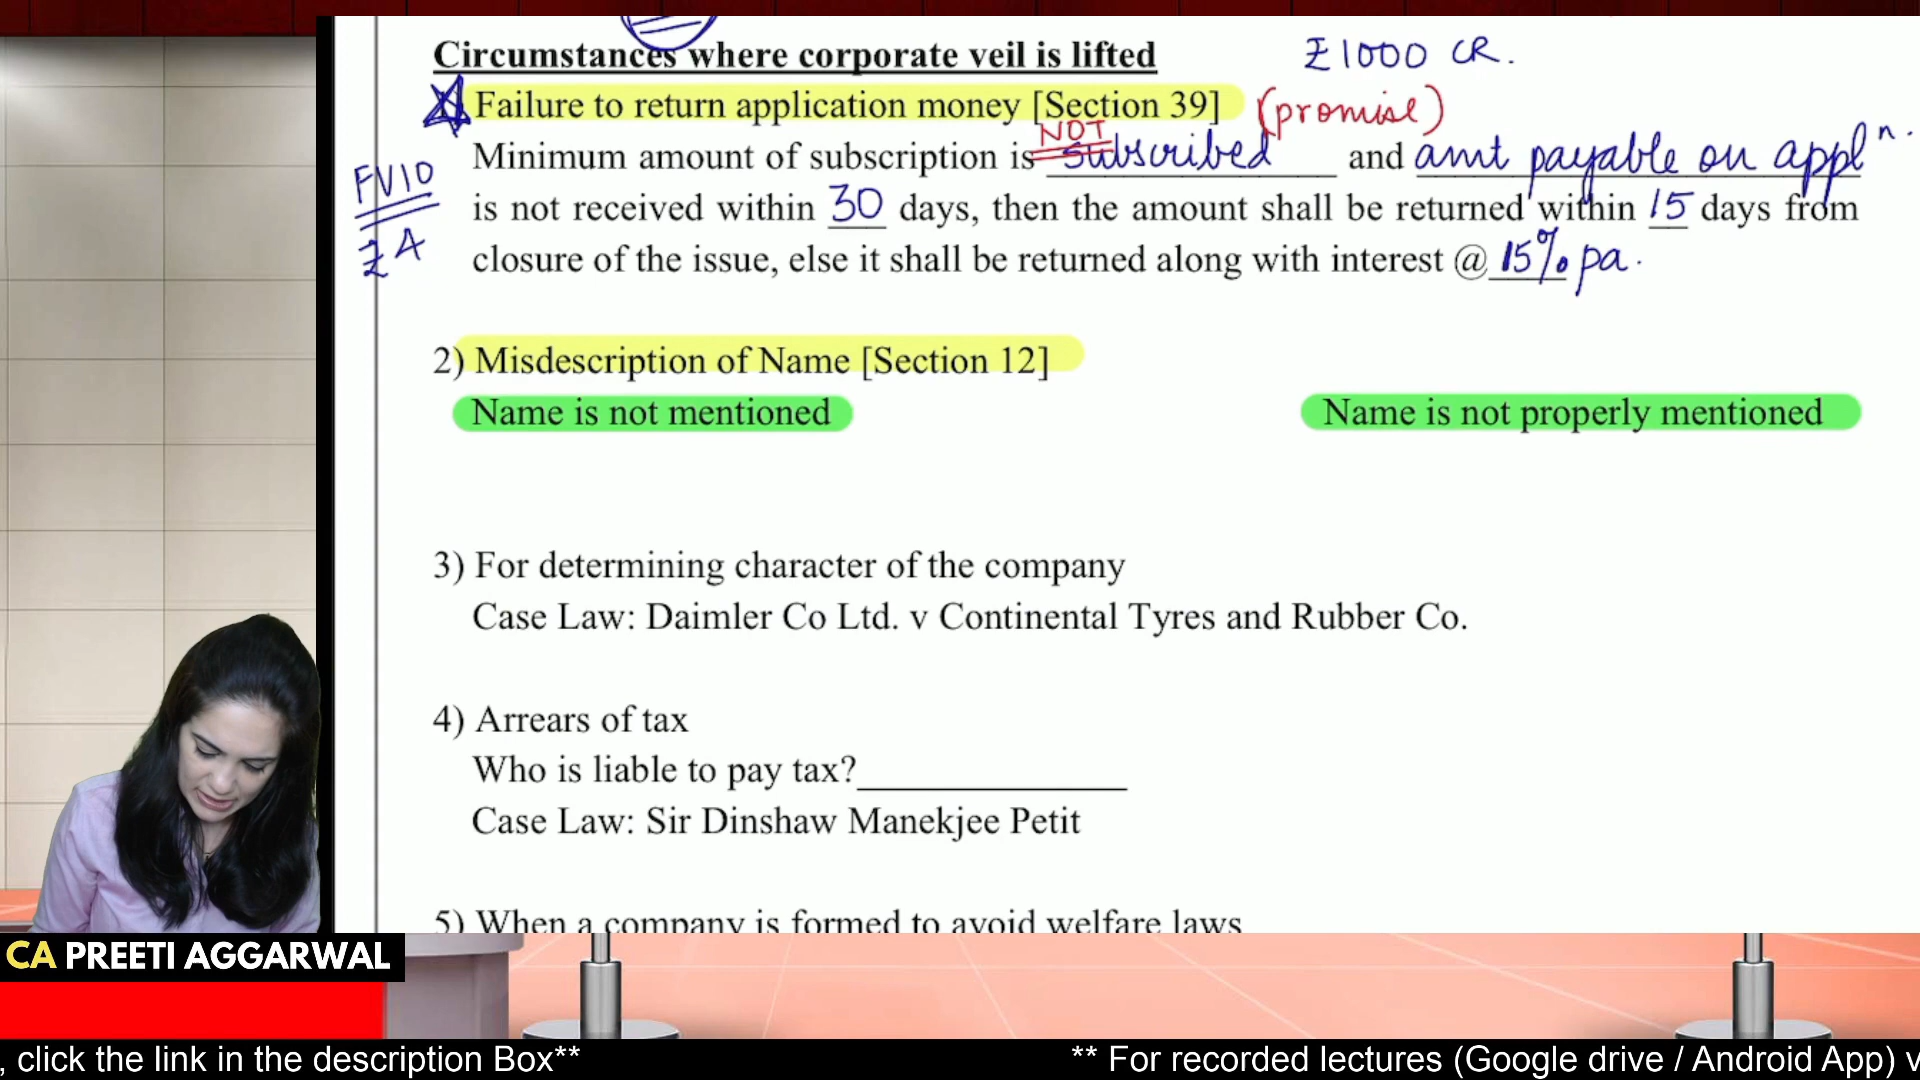 Circumstances where corporate veil is lifted
₹1000 CR.
Failure to return application money [Section 39] (promise)
NOT
Minimum amount of subscription is subscribed and amt payable on applⁿ.
FV10
is not received within 30 days, then the amount shall be returned within 15 days from
₹4
closure of the issue, else it shall be returned along with interest @ 15% pa.
2) Misdescription of Name [Section 12]
Name is not mentioned
Name is not properly mentioned
3) For determining character of the company
Case Law: Daimler Co Ltd. v Continental Tyres and Rubber Co.
4) Arrears of tax
Who is liable to pay tax?
Case Law: Sir Dinshaw Manekjee Petit
5) When a company is formed to avoid welfare laws
CA PREETI AGGARWAL
, click the link in the description Box** ** For recorded lectures (Google drive / Android App) v